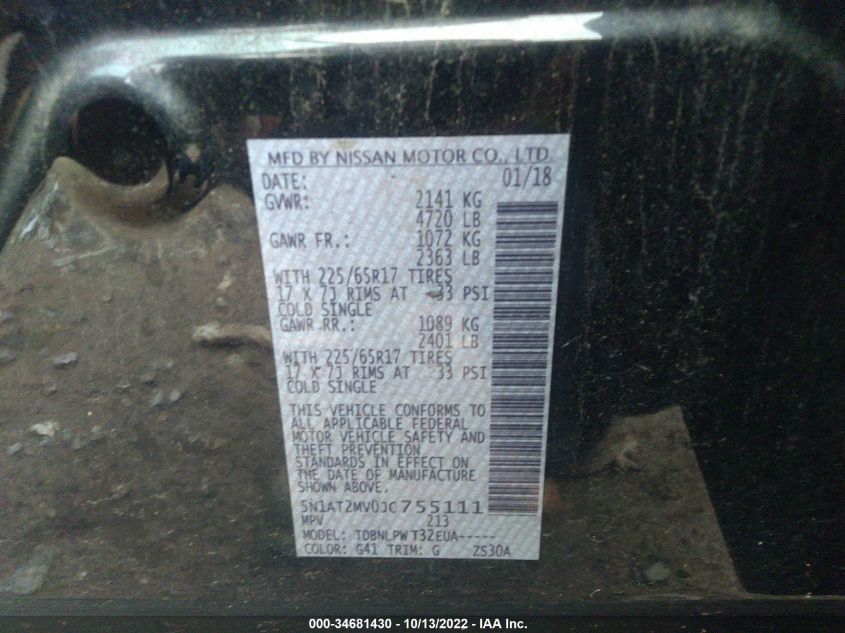 MFD BY NISSAN MOTOR CO., LTD.
DATE: 01/18
GVWR: 2141 KG
4720 LB
GAWR FR.: 1072 KG
2363 LB
WITH 225/65R17 TIRES
17 X 7J RIMS AT 33 PSI
COLD SINGLE
GAWR RR.: 1089 KG
2401 LB
WITH 225/65R17 TIRES
17 X 7J RIMS AT 33 PSI
COLD SINGLE
THIS VEHICLE CONFORMS TO
ALL APPLICABLE FEDERAL
MOTOR VEHICLE SAFETY AND
THEFT PREVENTION
STANDARDS IN EFFECT ON
THE DATE OF MANUFACTURE
SHOWN ABOVE.
5N1AT2MV0JC755111
MPV 213
MODEL: TDBNLPWT32EUA-----
COLOR: G41 TRIM: G ZS30A
000-34681430 - 10/13/2022 - IAA Inc.